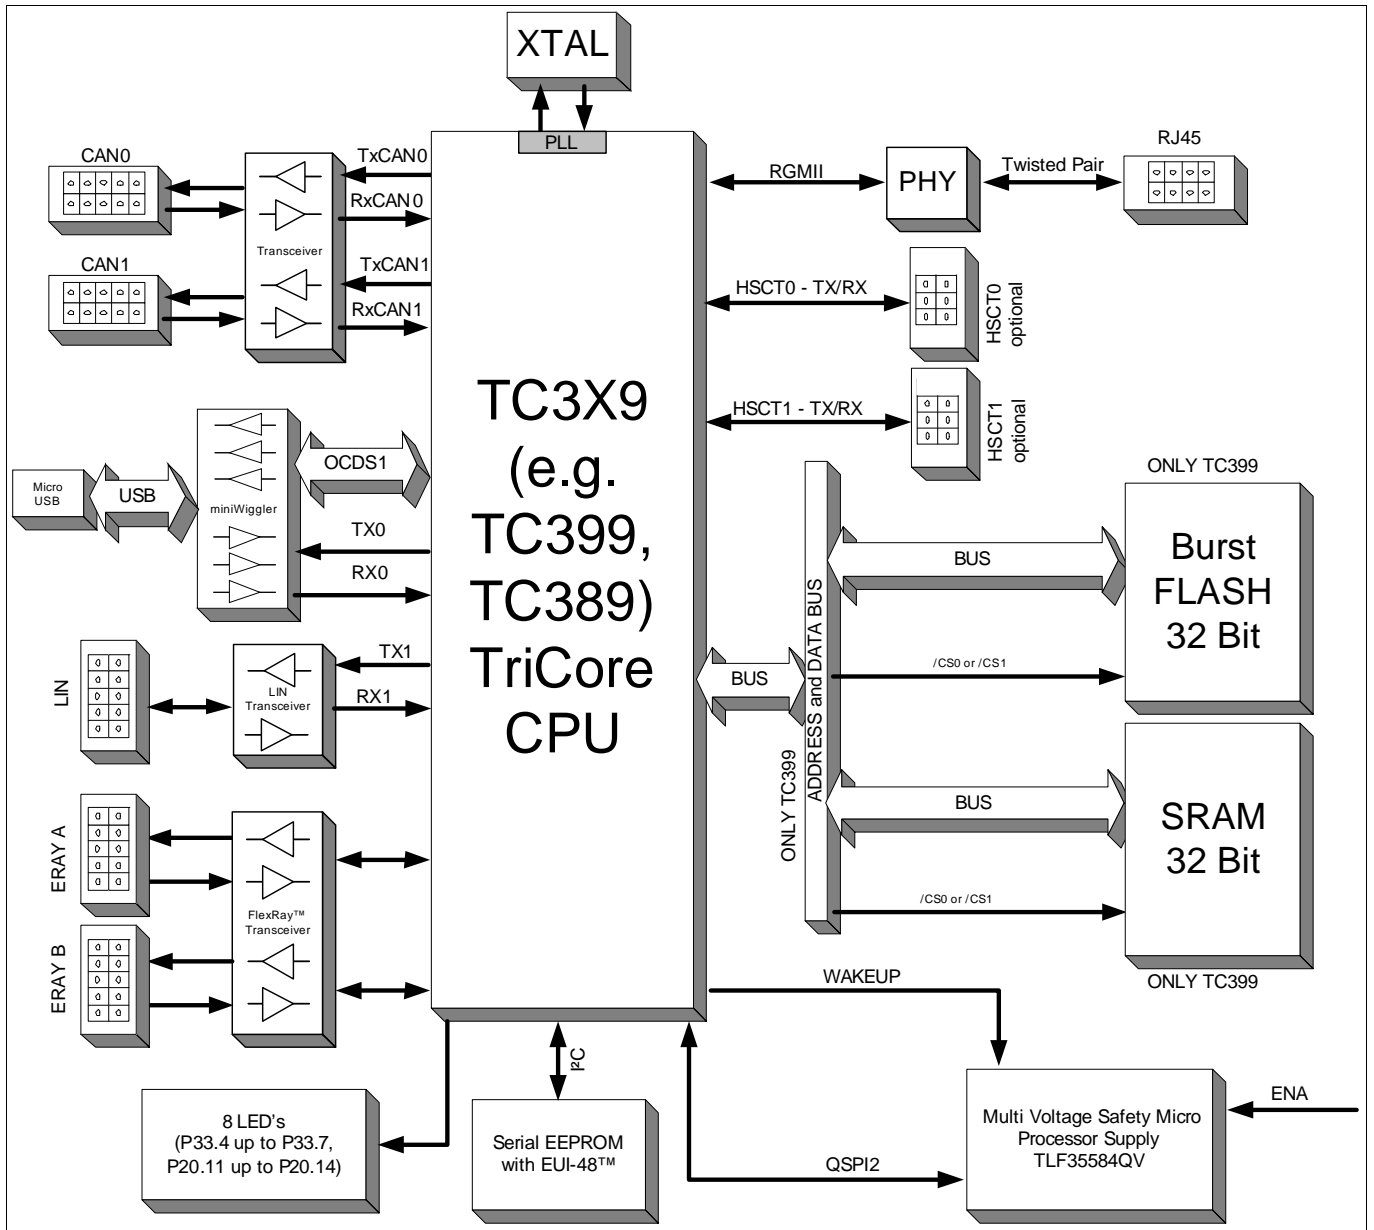 XTAL
PLL
CAN0
TxCAN0
RxCAN0
Transceiver
CAN1
TxCAN1
RxCAN1
RGMII
PHY
Twisted Pair
RJ45
HSCT0 - TX/RX
HSCT0
optional
HSCT1 - TX/RX
HSCT1
optional
TC3X9
(e.g.
TC399,
TC389)
TriCore
CPU
Micro
USB
USB
miniWiggler
OCDS1
TX0
RX0
LIN
LIN
Transceiver
TX1
RX1
ERAY A
ERAY B
FlexRay™
Transceiver
BUS
ONLY TC399
ADDRESS and DATA BUS
ONLY TC399
BUS
Burst
FLASH
32 Bit
/CS0 or /CS1
BUS
SRAM
32 Bit
/CS0 or /CS1
ONLY TC399
WAKEUP
I²C
8 LED's
(P33.4 up to P33.7,
P20.11 up to P20.14)
Serial EEPROM
with EUI-48™
QSPI2
Multi Voltage Safety Micro
Processor Supply
TLF35584QV
ENA